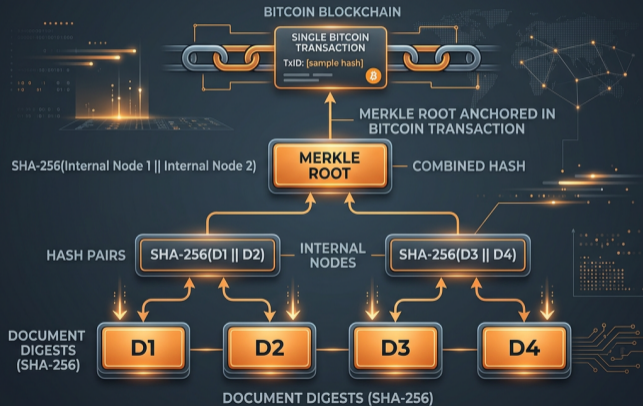 BITCOIN BLOCKCHAIN
SINGLE BITCOIN
TRANSACTION
TxID: [sample hash]
MERKLE ROOT ANCHORED IN
BITCOIN TRANSACTION
SHA-256(Internal Node 1 || Internal Node 2)
MERKLE
ROOT
COMBINED HASH
HASH PAIRS
SHA-256(D1 || D2)
INTERNAL
NODES
SHA-256(D3 || D4)
DOCUMENT
DIGESTS
(SHA-256)
D1
D2
D3
D4
DOCUMENT DIGESTS (SHA-256)